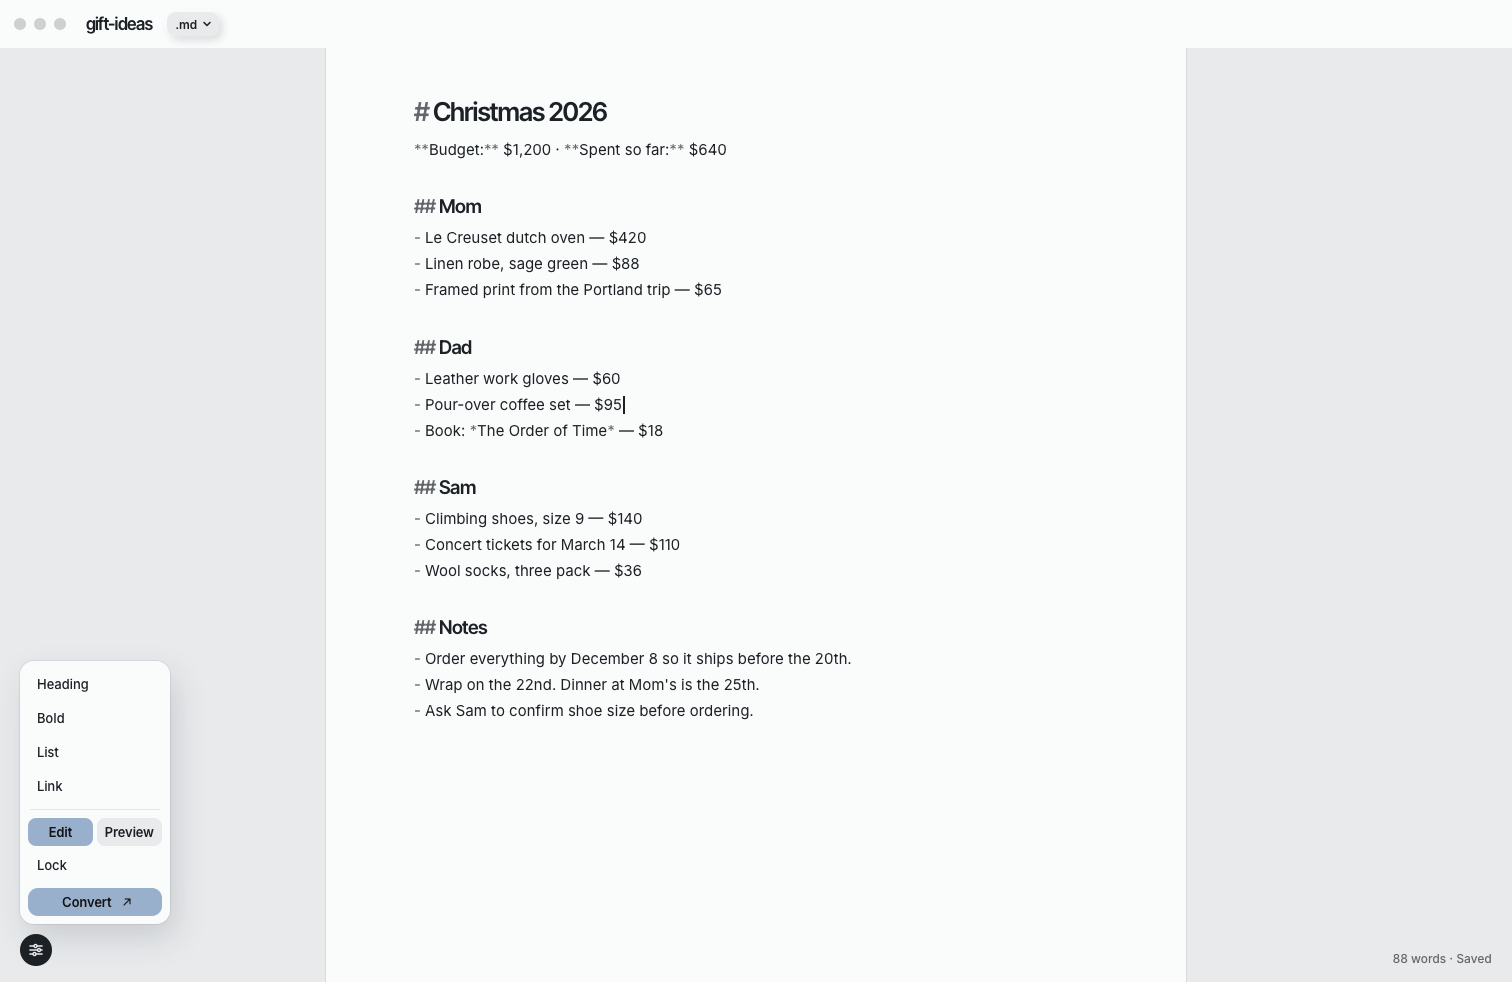 gift-ideas .md
# Christmas 2026
**Budget:** $1,200 · **Spent so far:** $640
## Mom
- Le Creuset dutch oven — $420
- Linen robe, sage green — $88
- Framed print from the Portland trip — $65
## Dad
- Leather work gloves — $60
- Pour-over coffee set — $95
- Book: *The Order of Time* — $18
## Sam
- Climbing shoes, size 9 — $140
- Concert tickets for March 14 — $110
- Wool socks, three pack — $36
## Notes
- Order everything by December 8 so it ships before the 20th.
- Wrap on the 22nd. Dinner at Mom's is the 25th.
- Ask Sam to confirm shoe size before ordering.
Heading
Bold
List
Link
Edit Preview
Lock
Convert ↗
88 words · Saved